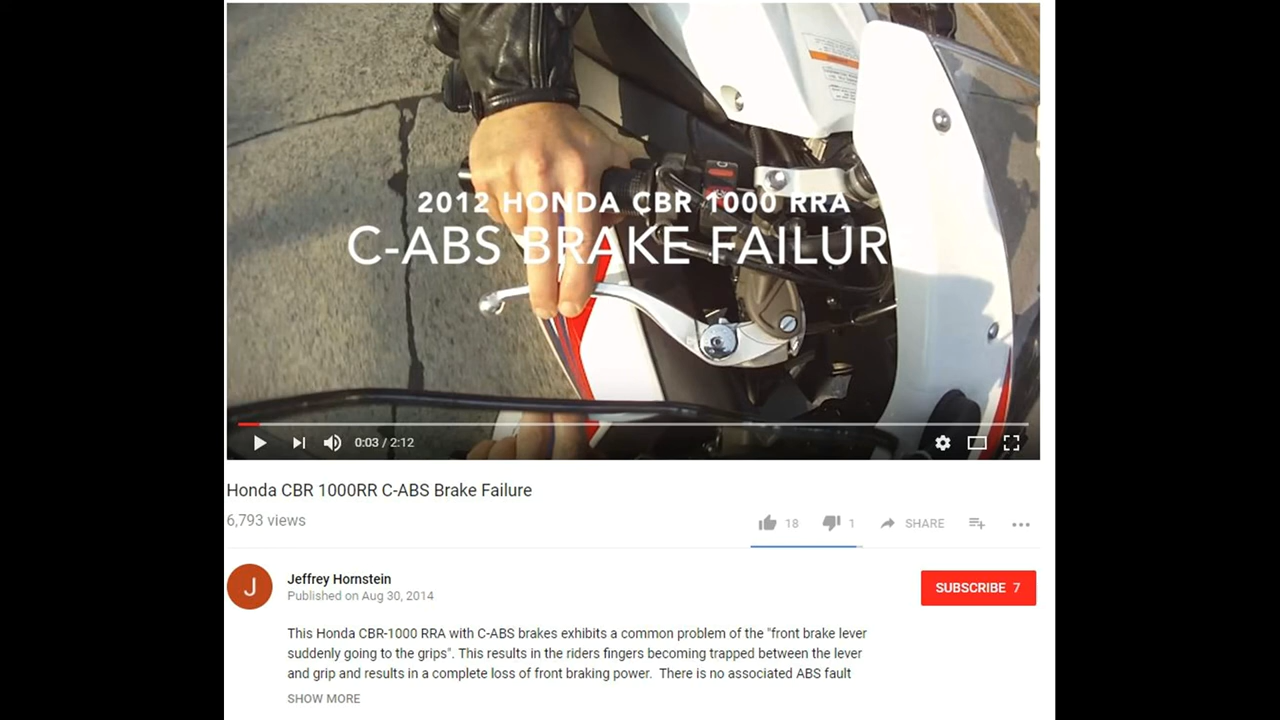 2012 HONDA CBR 1000 RRA
C-ABS BRAKE FAILURE
0:03 / 2:12
Honda CBR 1000RR C-ABS Brake Failure
6,793 views
18 1 SHARE
J
Jeffrey Hornstein
Published on Aug 30, 2014
SUBSCRIBE 7
This Honda CBR-1000 RRA with C-ABS brakes exhibits a common problem of the "front brake lever
suddenly going to the grips". This results in the riders fingers becoming trapped between the lever
and grip and results in a complete loss of front braking power. There is no associated ABS fault
SHOW MORE